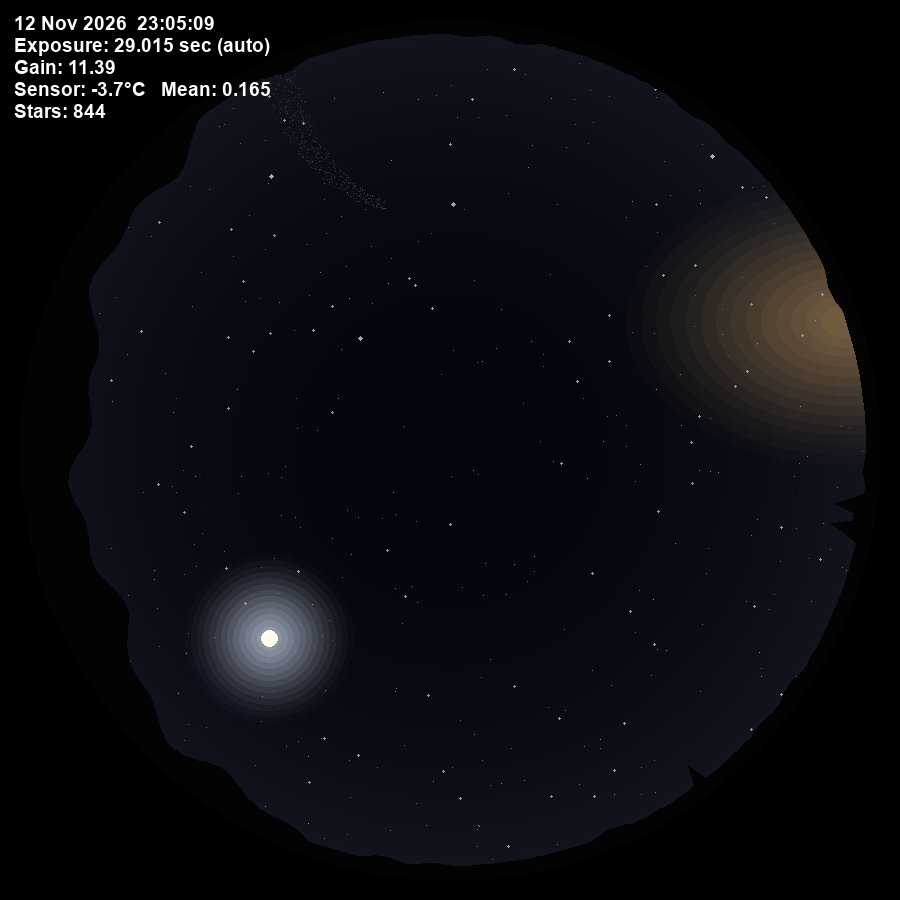 12 Nov 2026  23:05:09
Exposure: 29.015 sec (auto)
Gain: 11.39
Sensor: -3.7°C   Mean: 0.165
Stars: 844